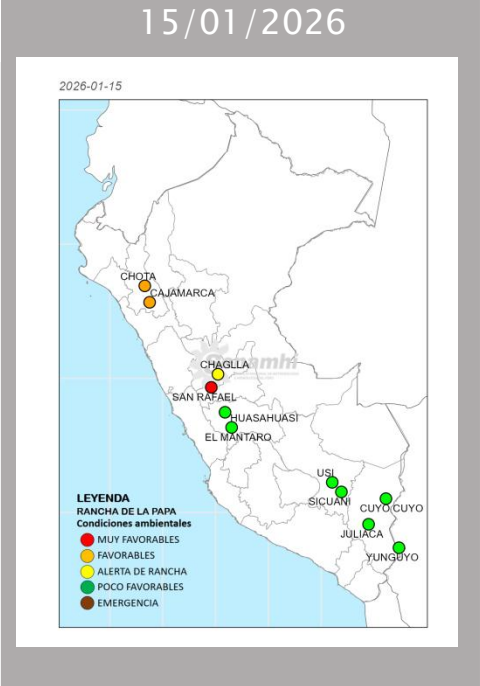 15/01/2026
2026-01-15
CHOTA
CAJAMARCA
Senamhi
CHAGLLA
SAN RAFAEL
HUASAHUASI
EL MANTARO
USI
SICUANI
CUYO CUYO
JULIACA
YUNGUYO
LEYENDA
RANCHA DE LA PAPA
Condiciones ambientales
MUY FAVORABLES
FAVORABLES
ALERTA DE RANCHA
POCO FAVORABLES
EMERGENCIA